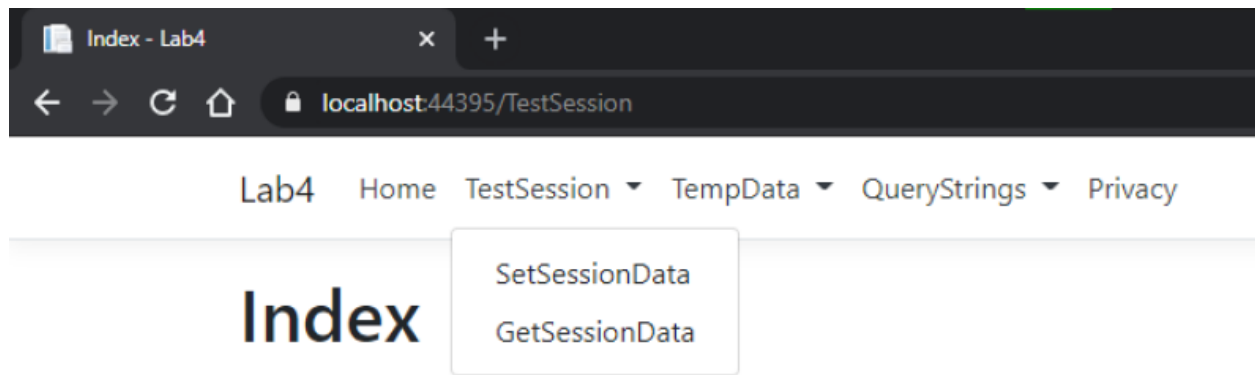 Index - Lab4
localhost:44395/TestSession
Lab4 Home TestSession TempData QueryStrings Privacy
SetSessionData
Index
GetSessionData